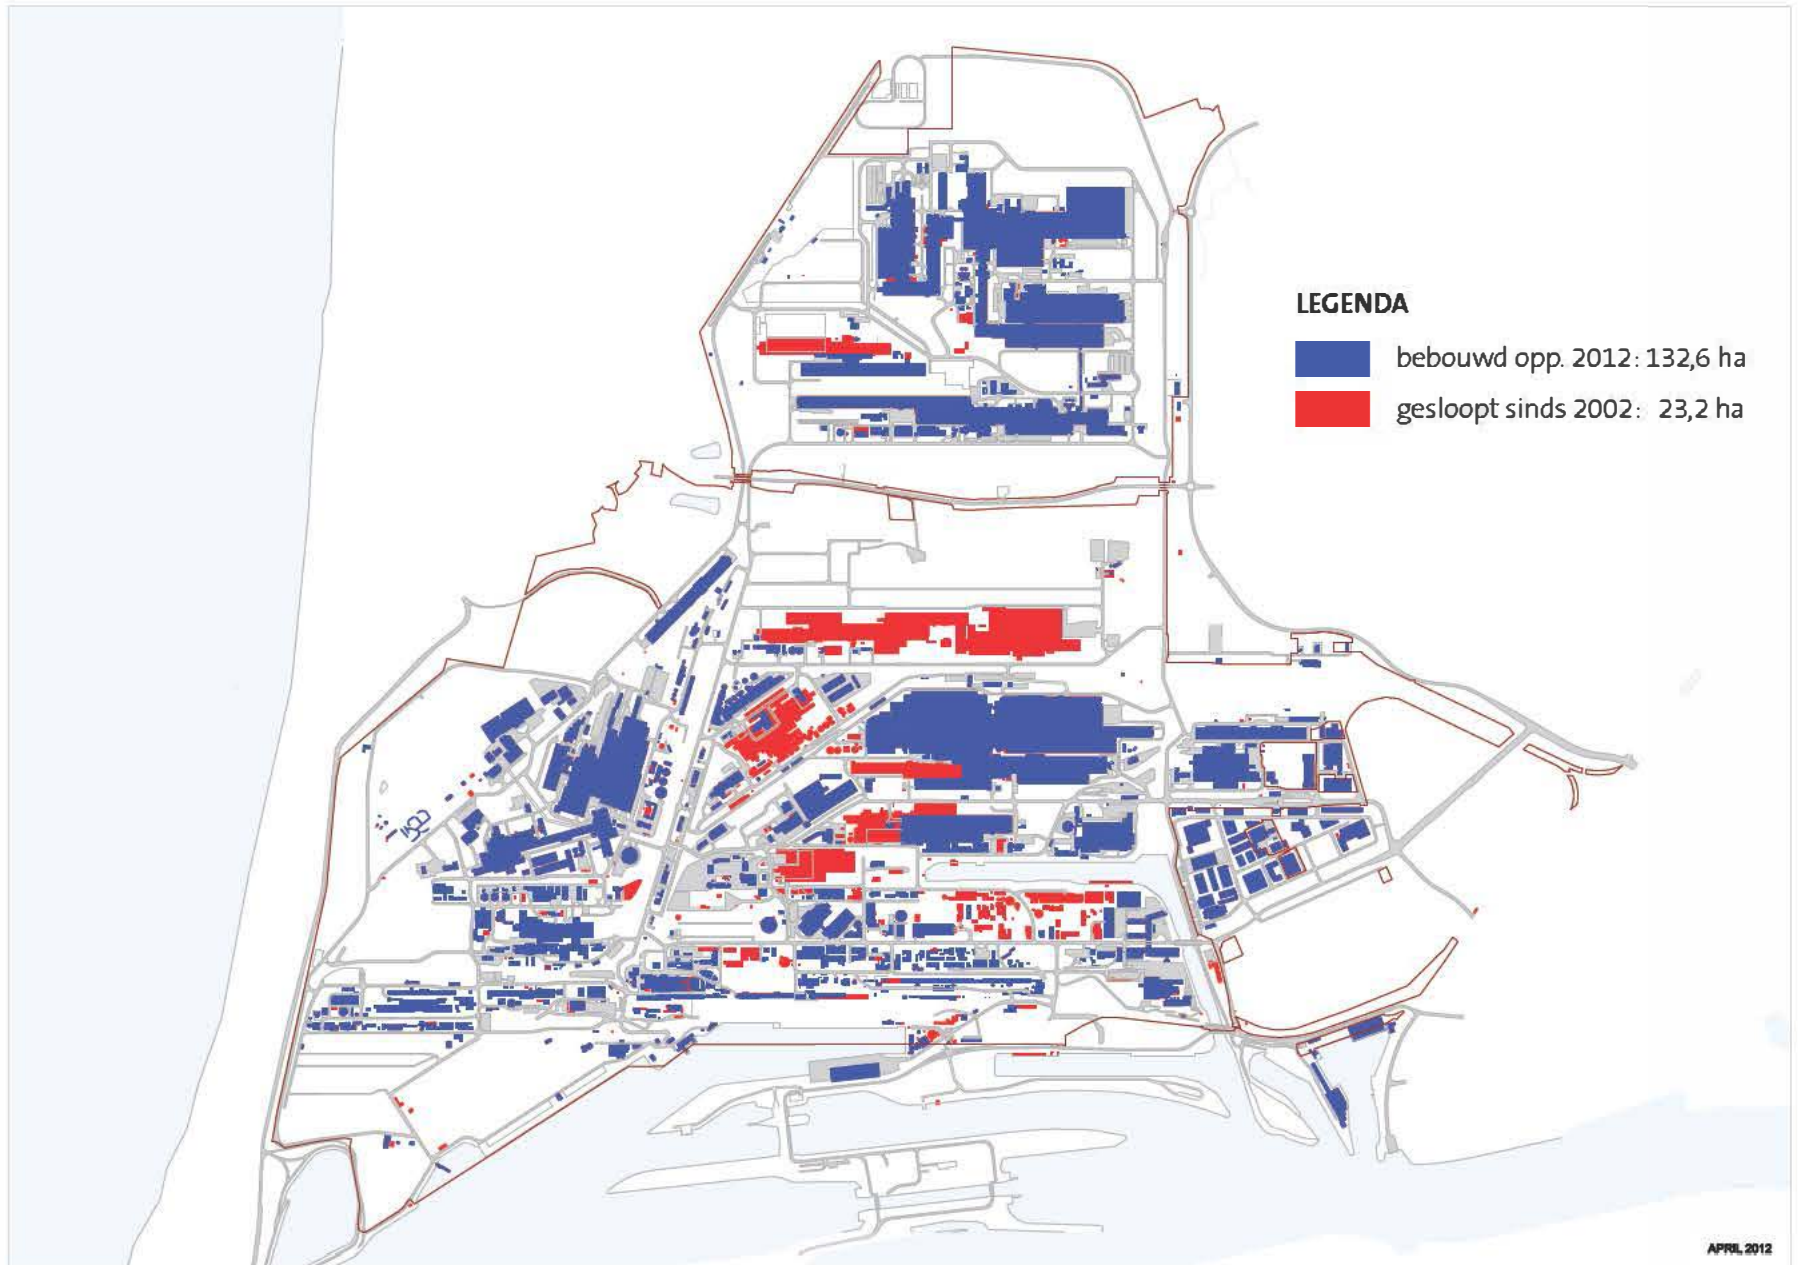 LEGENDA
bebouwd opp. 2012: 132,6 ha
gesloopt sinds 2002: 23,2 ha
APRIL 2012